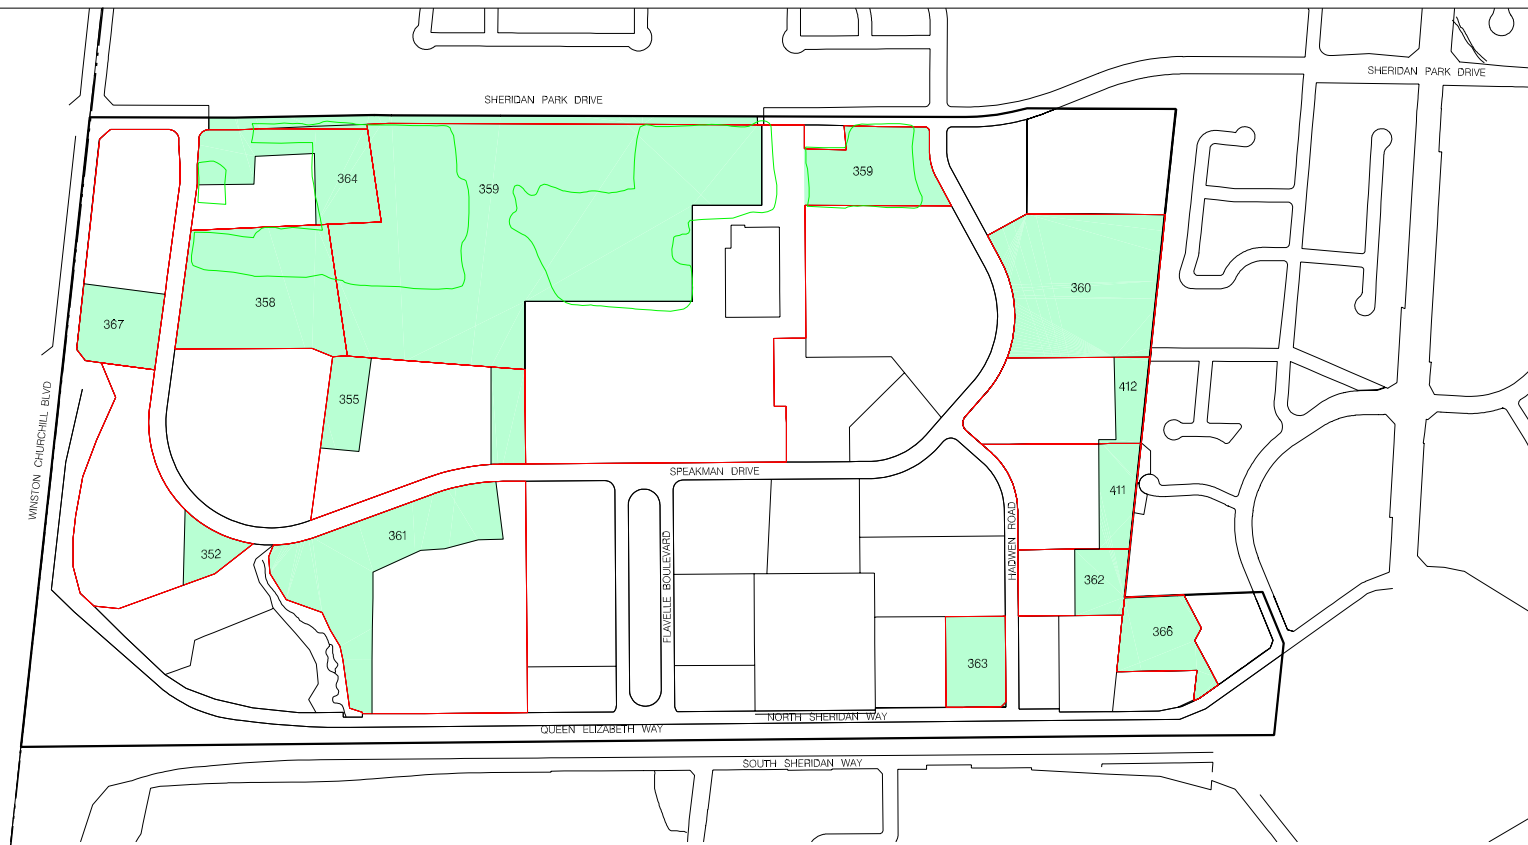 SHERIDAN PARK DRIVE
SHERIDAN PARK DRIVE
359
364
359
358
360
367
355
412
WINSTON CHURCHILL BLVD
SPEAKMAN DRIVE
411
361
352
HADWEN ROAD
FLAVELLE BOULEVARD
362
366
363
NORTH SHERIDAN WAY
QUEEN ELIZABETH WAY
SOUTH SHERIDAN WAY